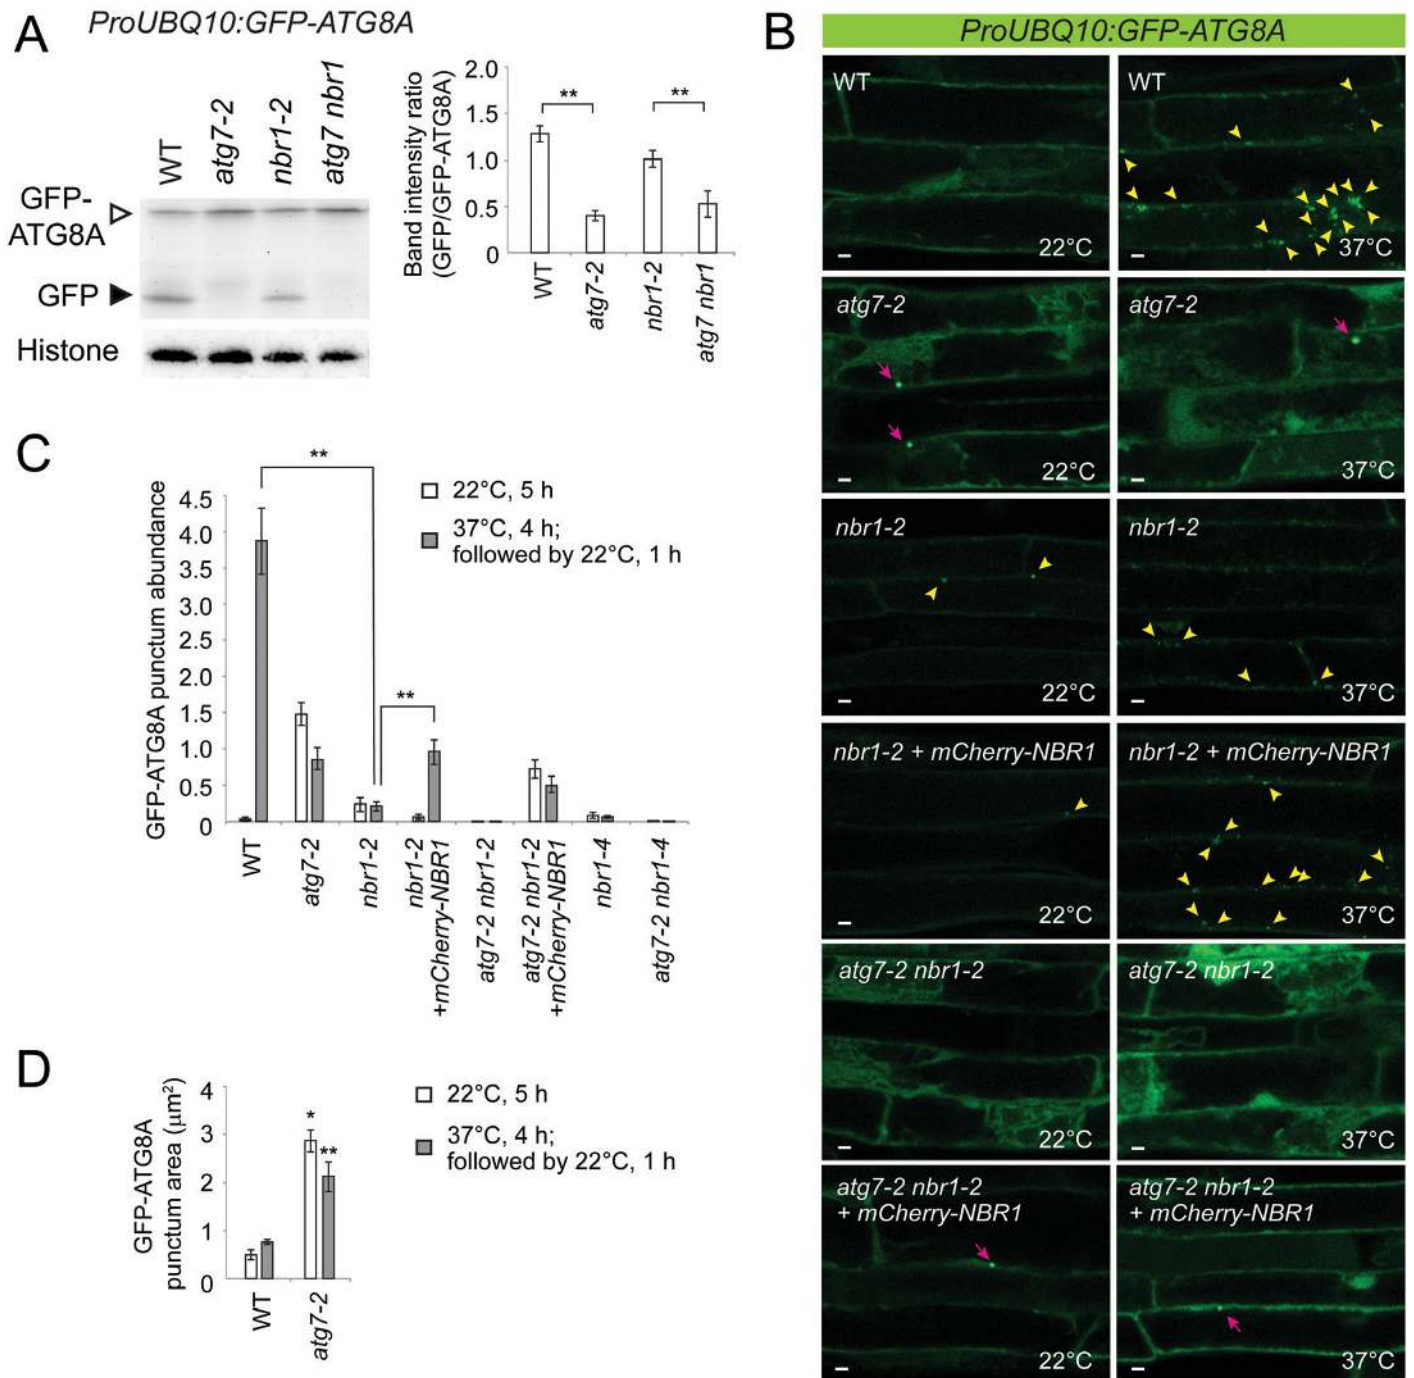 A
ProUBQ10:GFP-ATG8A
WT
atg7-2
nbr1-2
atg7 nbr1
GFP-
ATG8A
GFP
Histone
Band intensity ratio
(GFP/GFP-ATG8A)
2.0
1.5
1.0
0.5
0
**
**
WT
atg7-2
nbr1-2
atg7 nbr1
B
ProUBQ10:GFP-ATG8A
WT
22°C
37°C
atg7-2
22°C
atg7-2
37°C
nbr1-2
22°C
nbr1-2
37°C
nbr1-2 + mCherry-NBR1
22°C
nbr1-2 + mCherry-NBR1
37°C
atg7-2 nbr1-2
22°C
atg7-2 nbr1-2
37°C
atg7-2 nbr1-2
+ mCherry-NBR1
22°C
atg7-2 nbr1-2
+ mCherry-NBR1
37°C
C
GFP-ATG8A punctum abundance
4.5
4.0
3.5
3.0
2.5
2.0
1.5
1.0
0.5
0
**
**
22°C, 5 h
37°C, 4 h;
followed by 22°C, 1 h
WT
atg7-2
nbr1-2
nbr1-2
+mCherry-NBR1
atg7-2 nbr1-2
atg7-2 nbr1-2
+mCherry-NBR1
nbr1-4
atg7-2 nbr1-4
D
GFP-ATG8A
punctum area (µm²)
4
3
2
1
0
*
**
22°C, 5 h
37°C, 4 h;
followed by 22°C, 1 h
WT
atg7-2